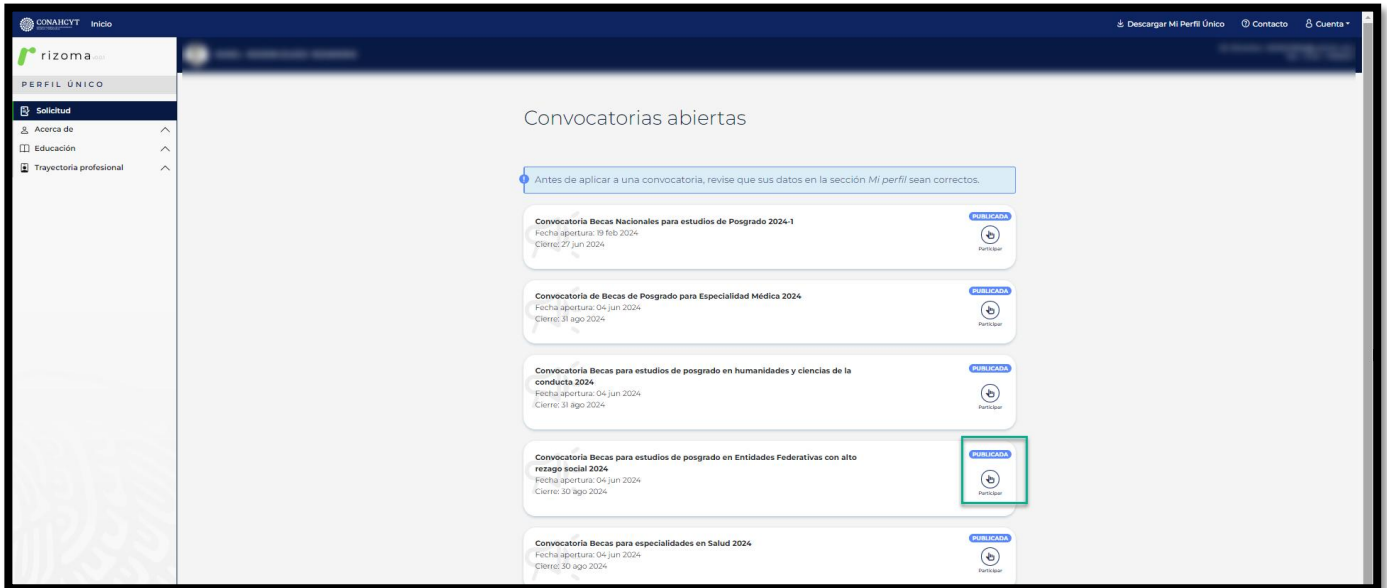 CONAHCYT Inicio
Descargar Mi Perfil Único Contacto Cuenta
rizoma
PERFIL ÚNICO
Solicitud
Acerca de
Educación
Trayectoria profesional
Convocatorias abiertas
Antes de aplicar a una convocatoria, revise que sus datos en la sección Mi perfil sean correctos.
Convocatoria Becas Nacionales para estudios de Posgrado 2024-1
Fecha apertura: 19 feb 2024
Cierre: 27 jun 2024
PUBLICADA
Participar
Convocatoria de Becas de Posgrado para Especialidad Médica 2024
Fecha apertura: 04 jun 2024
Cierre: 31 ago 2024
PUBLICADA
Participar
Convocatoria Becas para estudios de posgrado en humanidades y ciencias de la
conducta 2024
Fecha apertura: 04 jun 2024
Cierre: 31 ago 2024
PUBLICADA
Participar
Convocatoria Becas para estudios de posgrado en Entidades Federativas con alto
rezago social 2024
Fecha apertura: 04 jun 2024
Cierre: 30 ago 2024
PUBLICADA
Participar
Convocatoria Becas para especialidades en Salud 2024
Fecha apertura: 04 jun 2024
Cierre: 30 ago 2024
PUBLICADA
Participar